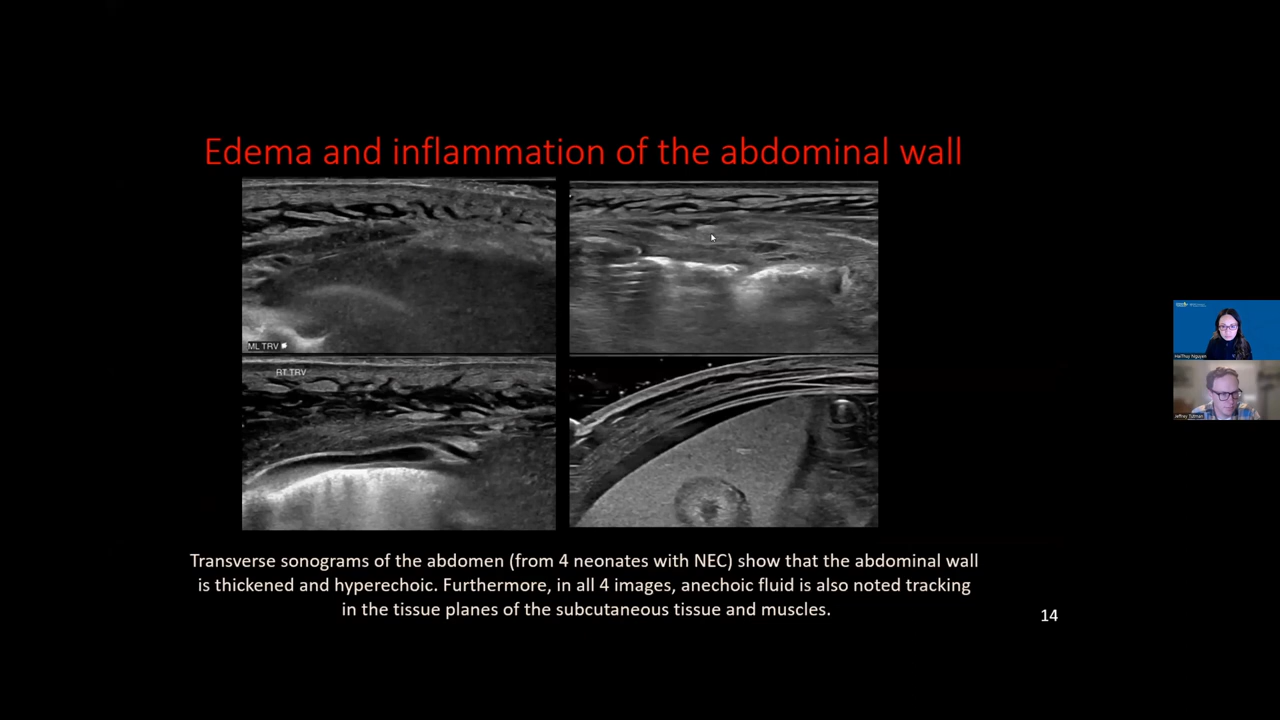 Edema and inflammation of the abdominal wall
ML TRV
RT TRV
Transverse sonograms of the abdomen (from 4 neonates with NEC) show that the abdominal wall
is thickened and hyperechoic. Furthermore, in all 4 images, anechoic fluid is also noted tracking
in the tissue planes of the subcutaneous tissue and muscles.
14
HaiThuy Nguyen